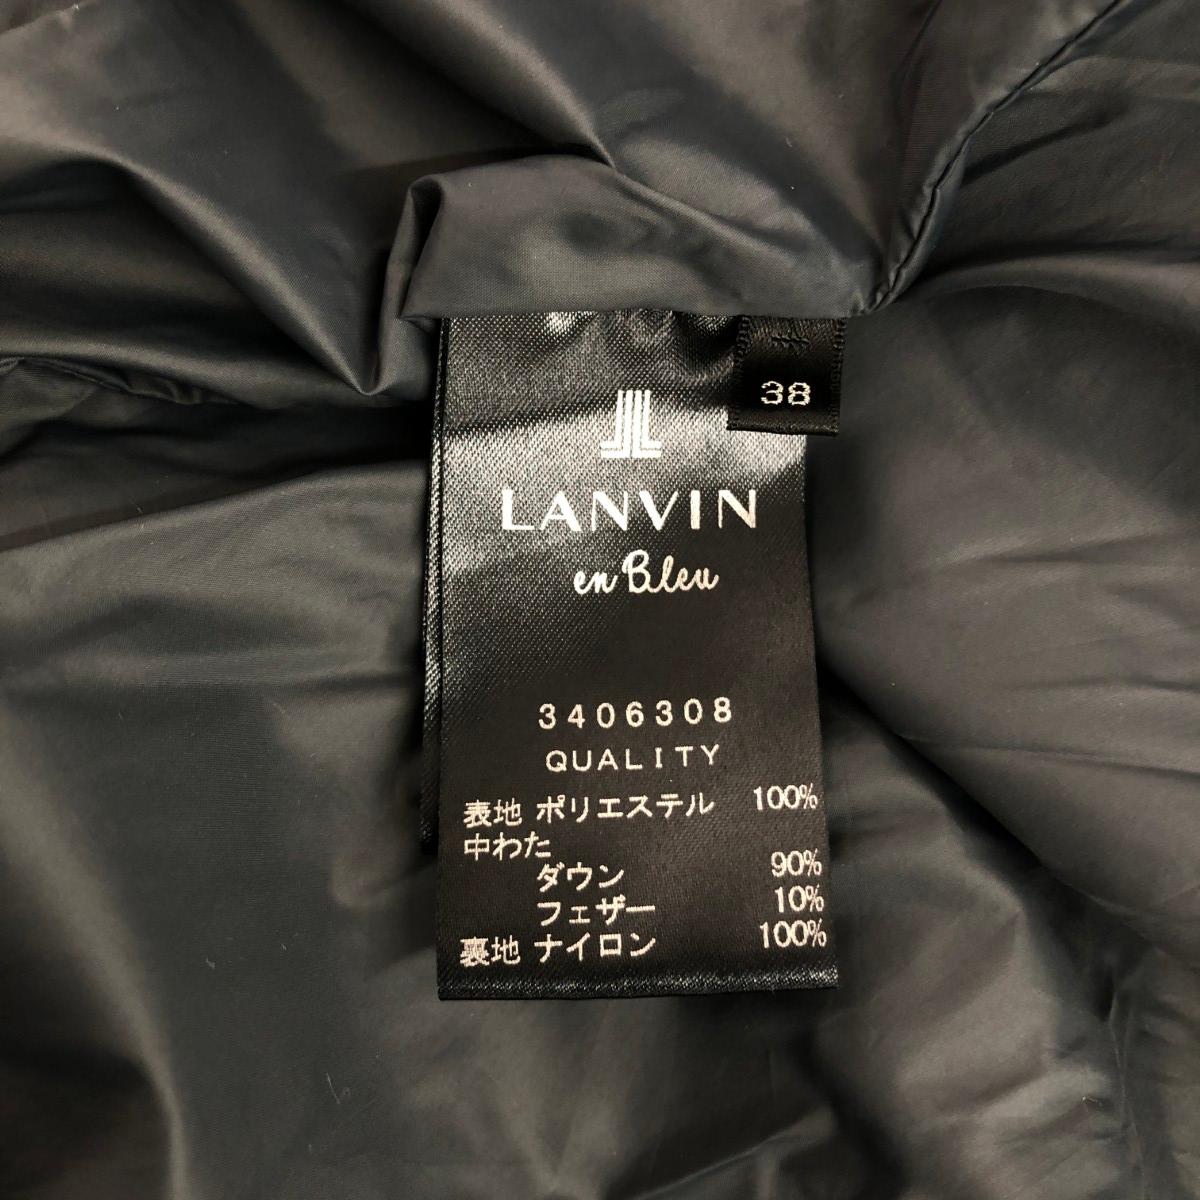 38
LANVIN
en Bleu
3406308
QUALITY
表地 ポリエステル 100%
中わた
ダウン 90%
フェザー 10%
裏地 ナイロン 100%